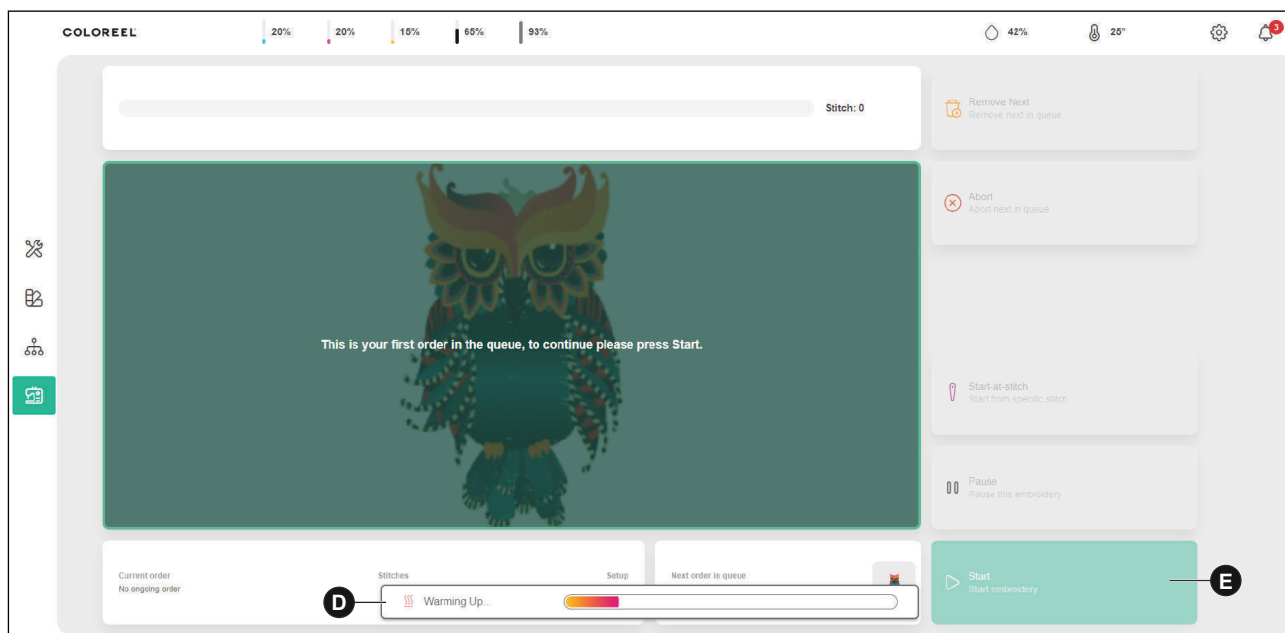 COLOREEL
20%
20%
15%
65%
93%
42%
25°
3
Stitch: 0
Remove Next
Remove next in queue
Abort
Abort next in queue
This is your first order in the queue, to continue please press Start.
Start-at-stitch
Start from specific stitch
Pause
Pause this embroidery
Current order
No ongoing order
Stitches
Setup
Next order in queue
Start
Start embroidery
D
Warming Up...
E